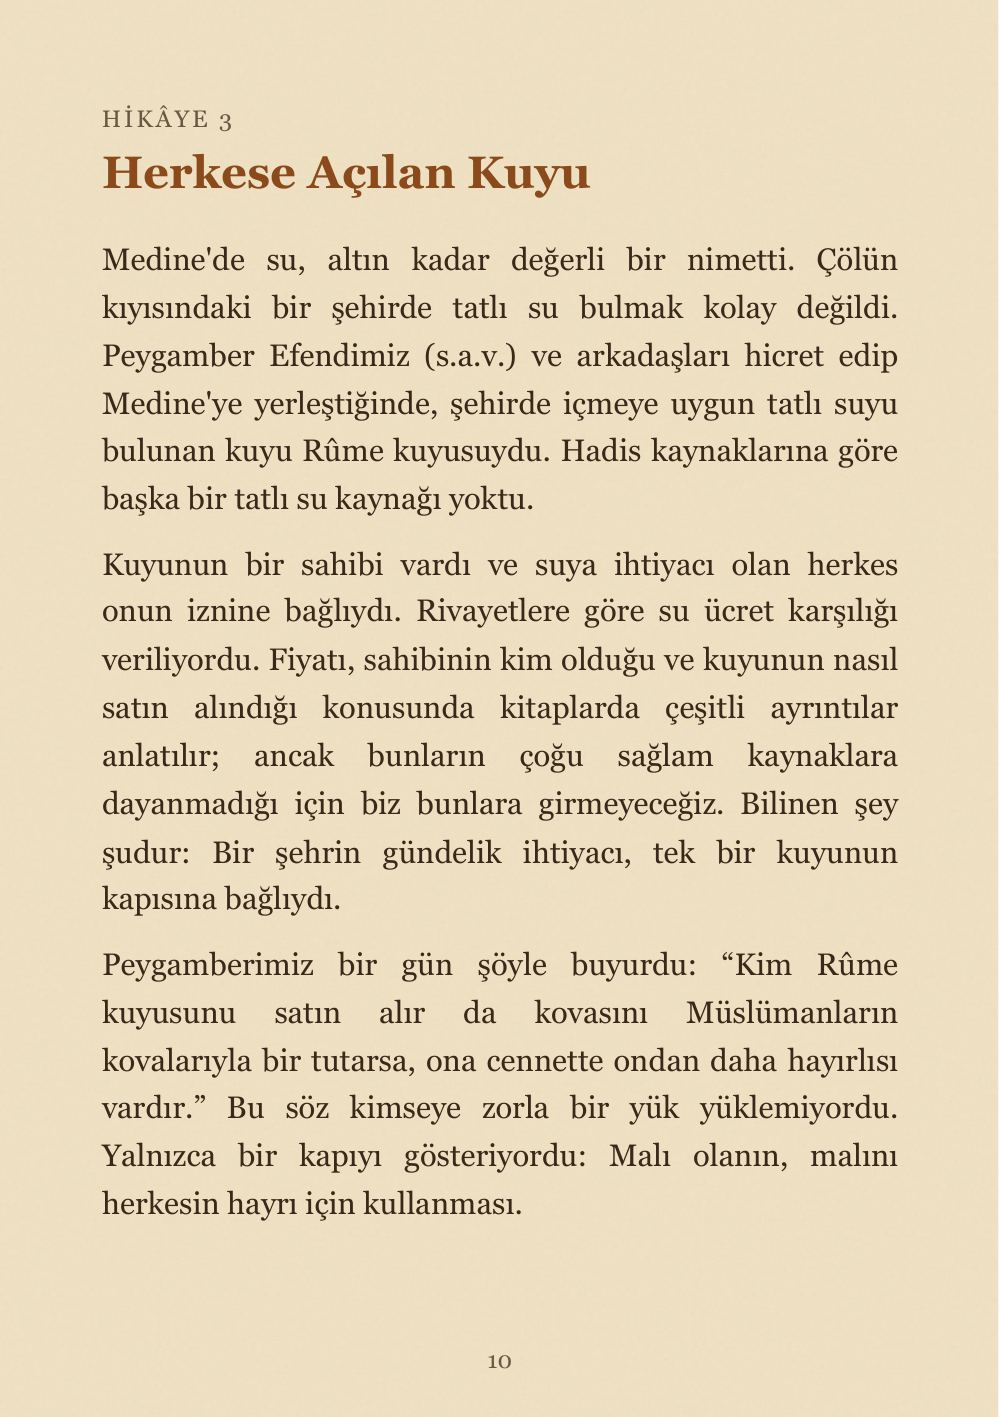 HİKÂYE 3
Herkese Açılan Kuyu
Medine'de su, altın kadar değerli bir nimetti. Çölün
kıyısındaki bir şehirde tatlı su bulmak kolay değildi.
Peygamber Efendimiz (s.a.v.) ve arkadaşları hicret edip
Medine'ye yerleştiğinde, şehirde içmeye uygun tatlı suyu
bulunan kuyu Rûme kuyusuydu. Hadis kaynaklarına göre
başka bir tatlı su kaynağı yoktu.
Kuyunun bir sahibi vardı ve suya ihtiyacı olan herkes
onun iznine bağlıydı. Rivayetlere göre su ücret karşılığı
veriliyordu. Fiyatı, sahibinin kim olduğu ve kuyunun nasıl
satın alındığı konusunda kitaplarda çeşitli ayrıntılar
anlatılır; ancak bunların çoğu sağlam kaynaklara
dayanmadığı için biz bunlara girmeyeceğiz. Bilinen şey
şudur: Bir şehrin gündelik ihtiyacı, tek bir kuyunun
kapısına bağlıydı.
Peygamberimiz bir gün şöyle buyurdu: “Kim Rûme
kuyusunu satın alır da kovasını Müslümanların
kovalarıyla bir tutarsa, ona cennette ondan daha hayırlısı
vardır.” Bu söz kimseye zorla bir yük yüklemiyordu.
Yalnızca bir kapıyı gösteriyordu: Malı olanın, malını
herkesin hayrı için kullanması.
10